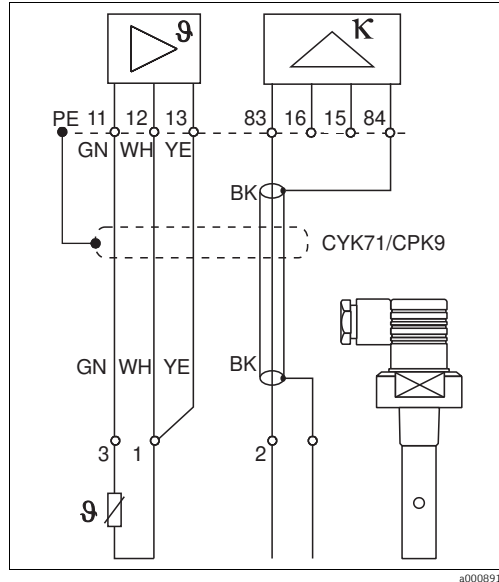 ϑ κ
PE 11 12 13 83 16 15 84
GN WH YE
BK
CYK71/CPK9
GN WH YE BK
3 1 2
ϑ
a000891